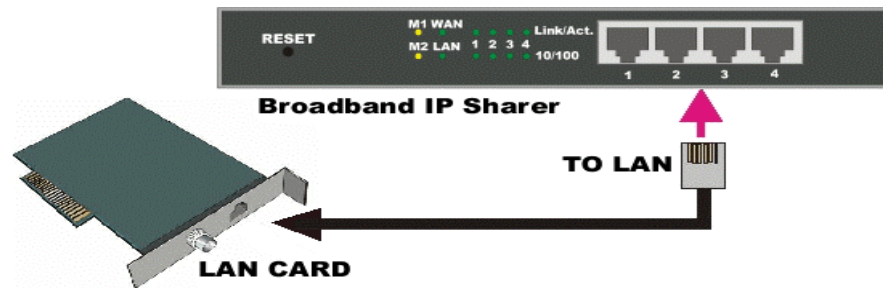 M1 WAN
Link/Act.
RESET
1 2 3 4
M2 LAN
10/100
1 2 3 4
Broadband IP Sharer
TO LAN
LAN CARD